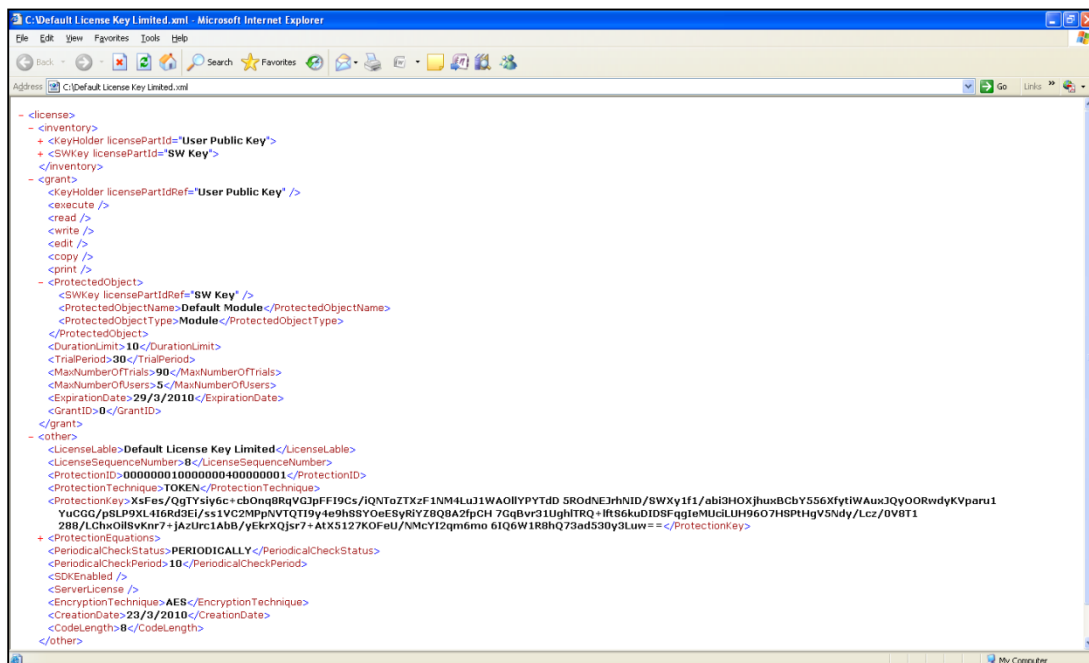 C:\Default License Key Limited.xml - Microsoft Internet Explorer
File Edit View Favorites Tools Help
Back Search Favorites
Address C:\Default License Key Limited.xml Go Links »
- <license>
- <inventory>
+ <KeyHolder licensePartId="User Public Key">
+ <SWKey licensePartId="SW Key">
</inventory>
- <grant>
<KeyHolder licensePartIdRef="User Public Key" />
<execute />
<read />
<write />
<edit />
<copy />
<print />
- <ProtectedObject>
<SWKey licensePartIdRef="SW Key" />
<ProtectedObjectName>Default Module</ProtectedObjectName>
<ProtectedObjectType>Module</ProtectedObjectType>
</ProtectedObject>
<DurationLimit>10</DurationLimit>
<TrialPeriod>30</TrialPeriod>
<MaxNumberOfTrials>90</MaxNumberOfTrials>
<MaxNumberOfUsers>5</MaxNumberOfUsers>
<ExpirationDate>29/3/2010</ExpirationDate>
<GrantID>0</GrantID>
</grant>
- <other>
<LicenseLable>Default License Key Limited</LicenseLable>
<LicenseSequenceNumber>8</LicenseSequenceNumber>
<ProtectionID>00000001000000400000001</ProtectionID>
<ProtectionTechnique>TOKEN</ProtectionTechnique>
<ProtectionKey>XsFes/QgTYsiy6c+cbOnq8RqVGJpFFI9Cs/iQNToZTXzF1NM4LuJ1WAOllYPYTdD 5ROdNEJrhNID/SWXy1f1/abi3HOXjhuxBCbY556XfytiWAuxJQyOORwdyKVparu1
YuCGG/pSLP9XL4I6Rd3Ei/ss1VC2MPpNVTQTI9y4e9hSSYOeESyRiYZ8Q8A2fpCH 7GqBvr31UghlTRQ+lftS6kuDIDSFqgIeMUciLUH96O7HSPtHgV5Ndy/Lcz/0V8T1
288/LChxOilSvKnr7+jAzUrc1AbB/yEkrXQjsr7+AtX5127KOFeU/NMcYI2qm6mo 6IQ6W1R8hQ73ad530y3Luw==</ProtectionKey>
+ <ProtectionEquations>
<PeriodicalCheckStatus>PERIODICALLY</PeriodicalCheckStatus>
<PeriodicalCheckPeriod>10</PeriodicalCheckPeriod>
<SDKEnabled />
<ServerLicense />
<EncryptionTechnique>AES</EncryptionTechnique>
<CreationDate>23/3/2010</CreationDate>
<CodeLength>8</CodeLength>
</other>
My Computer